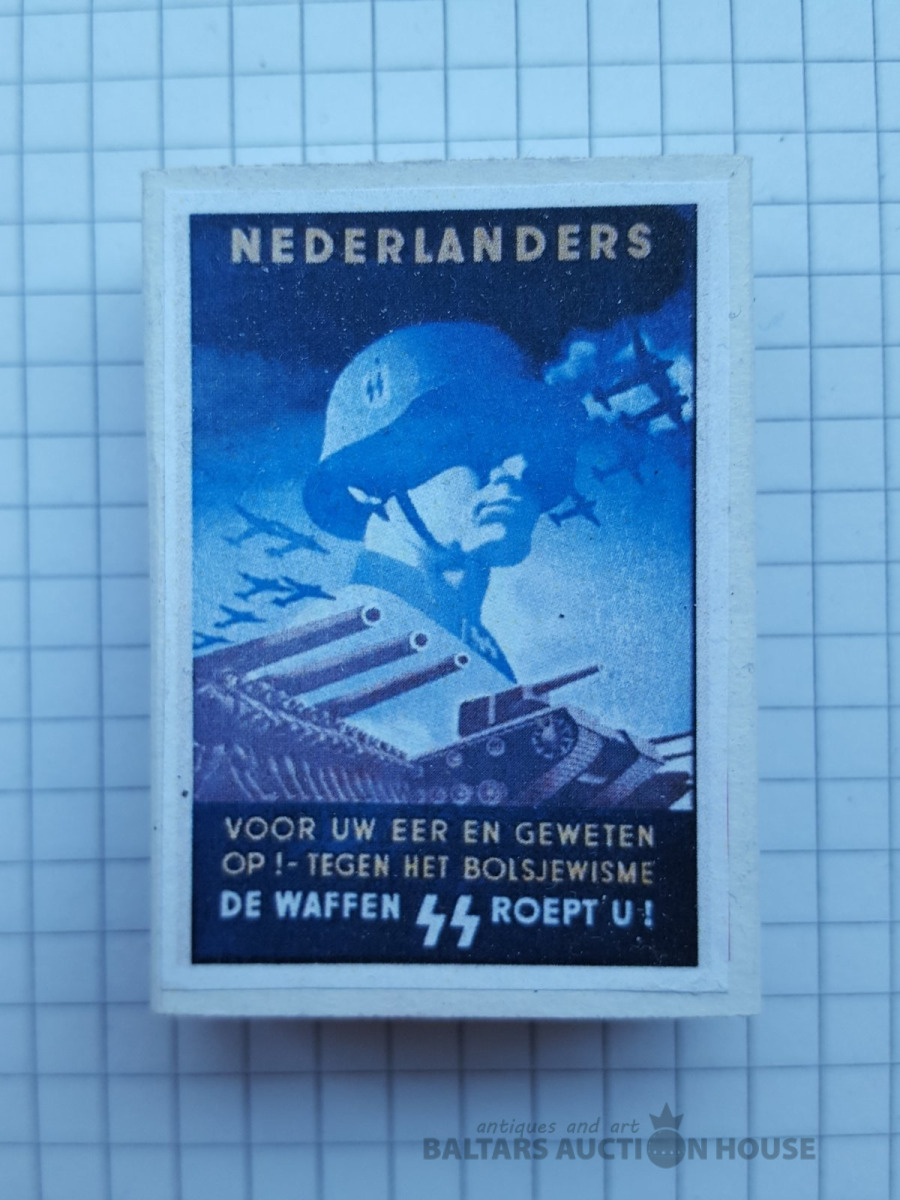 NEDERLANDERS
VOOR UW EER EN GEWETEN
OP!- TEGEN HET BOLSJEWISME
DE WAFFEN SS ROEPT U!
antiques and art
BALTARS AUCTION HOUSE